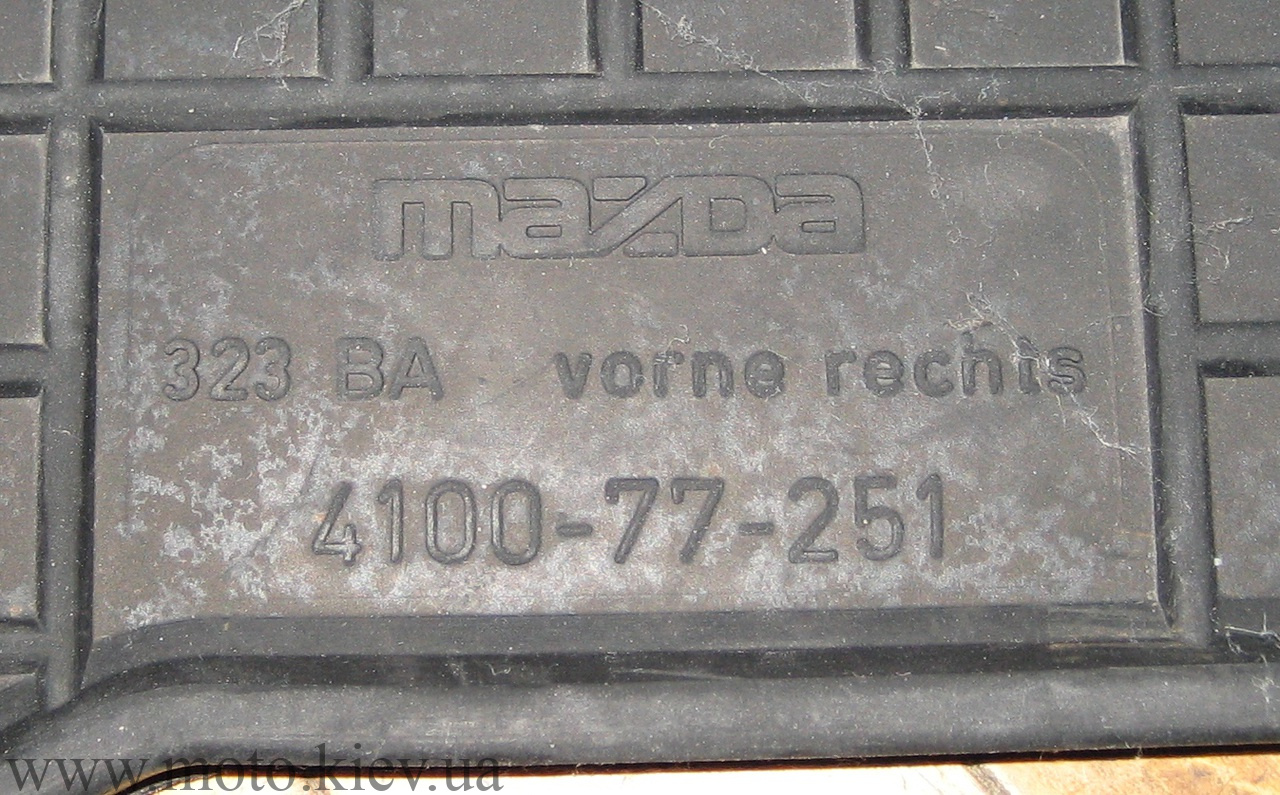 mazda
323 BA vorne rechts
4100-77-251
www.moto.kiev.ua